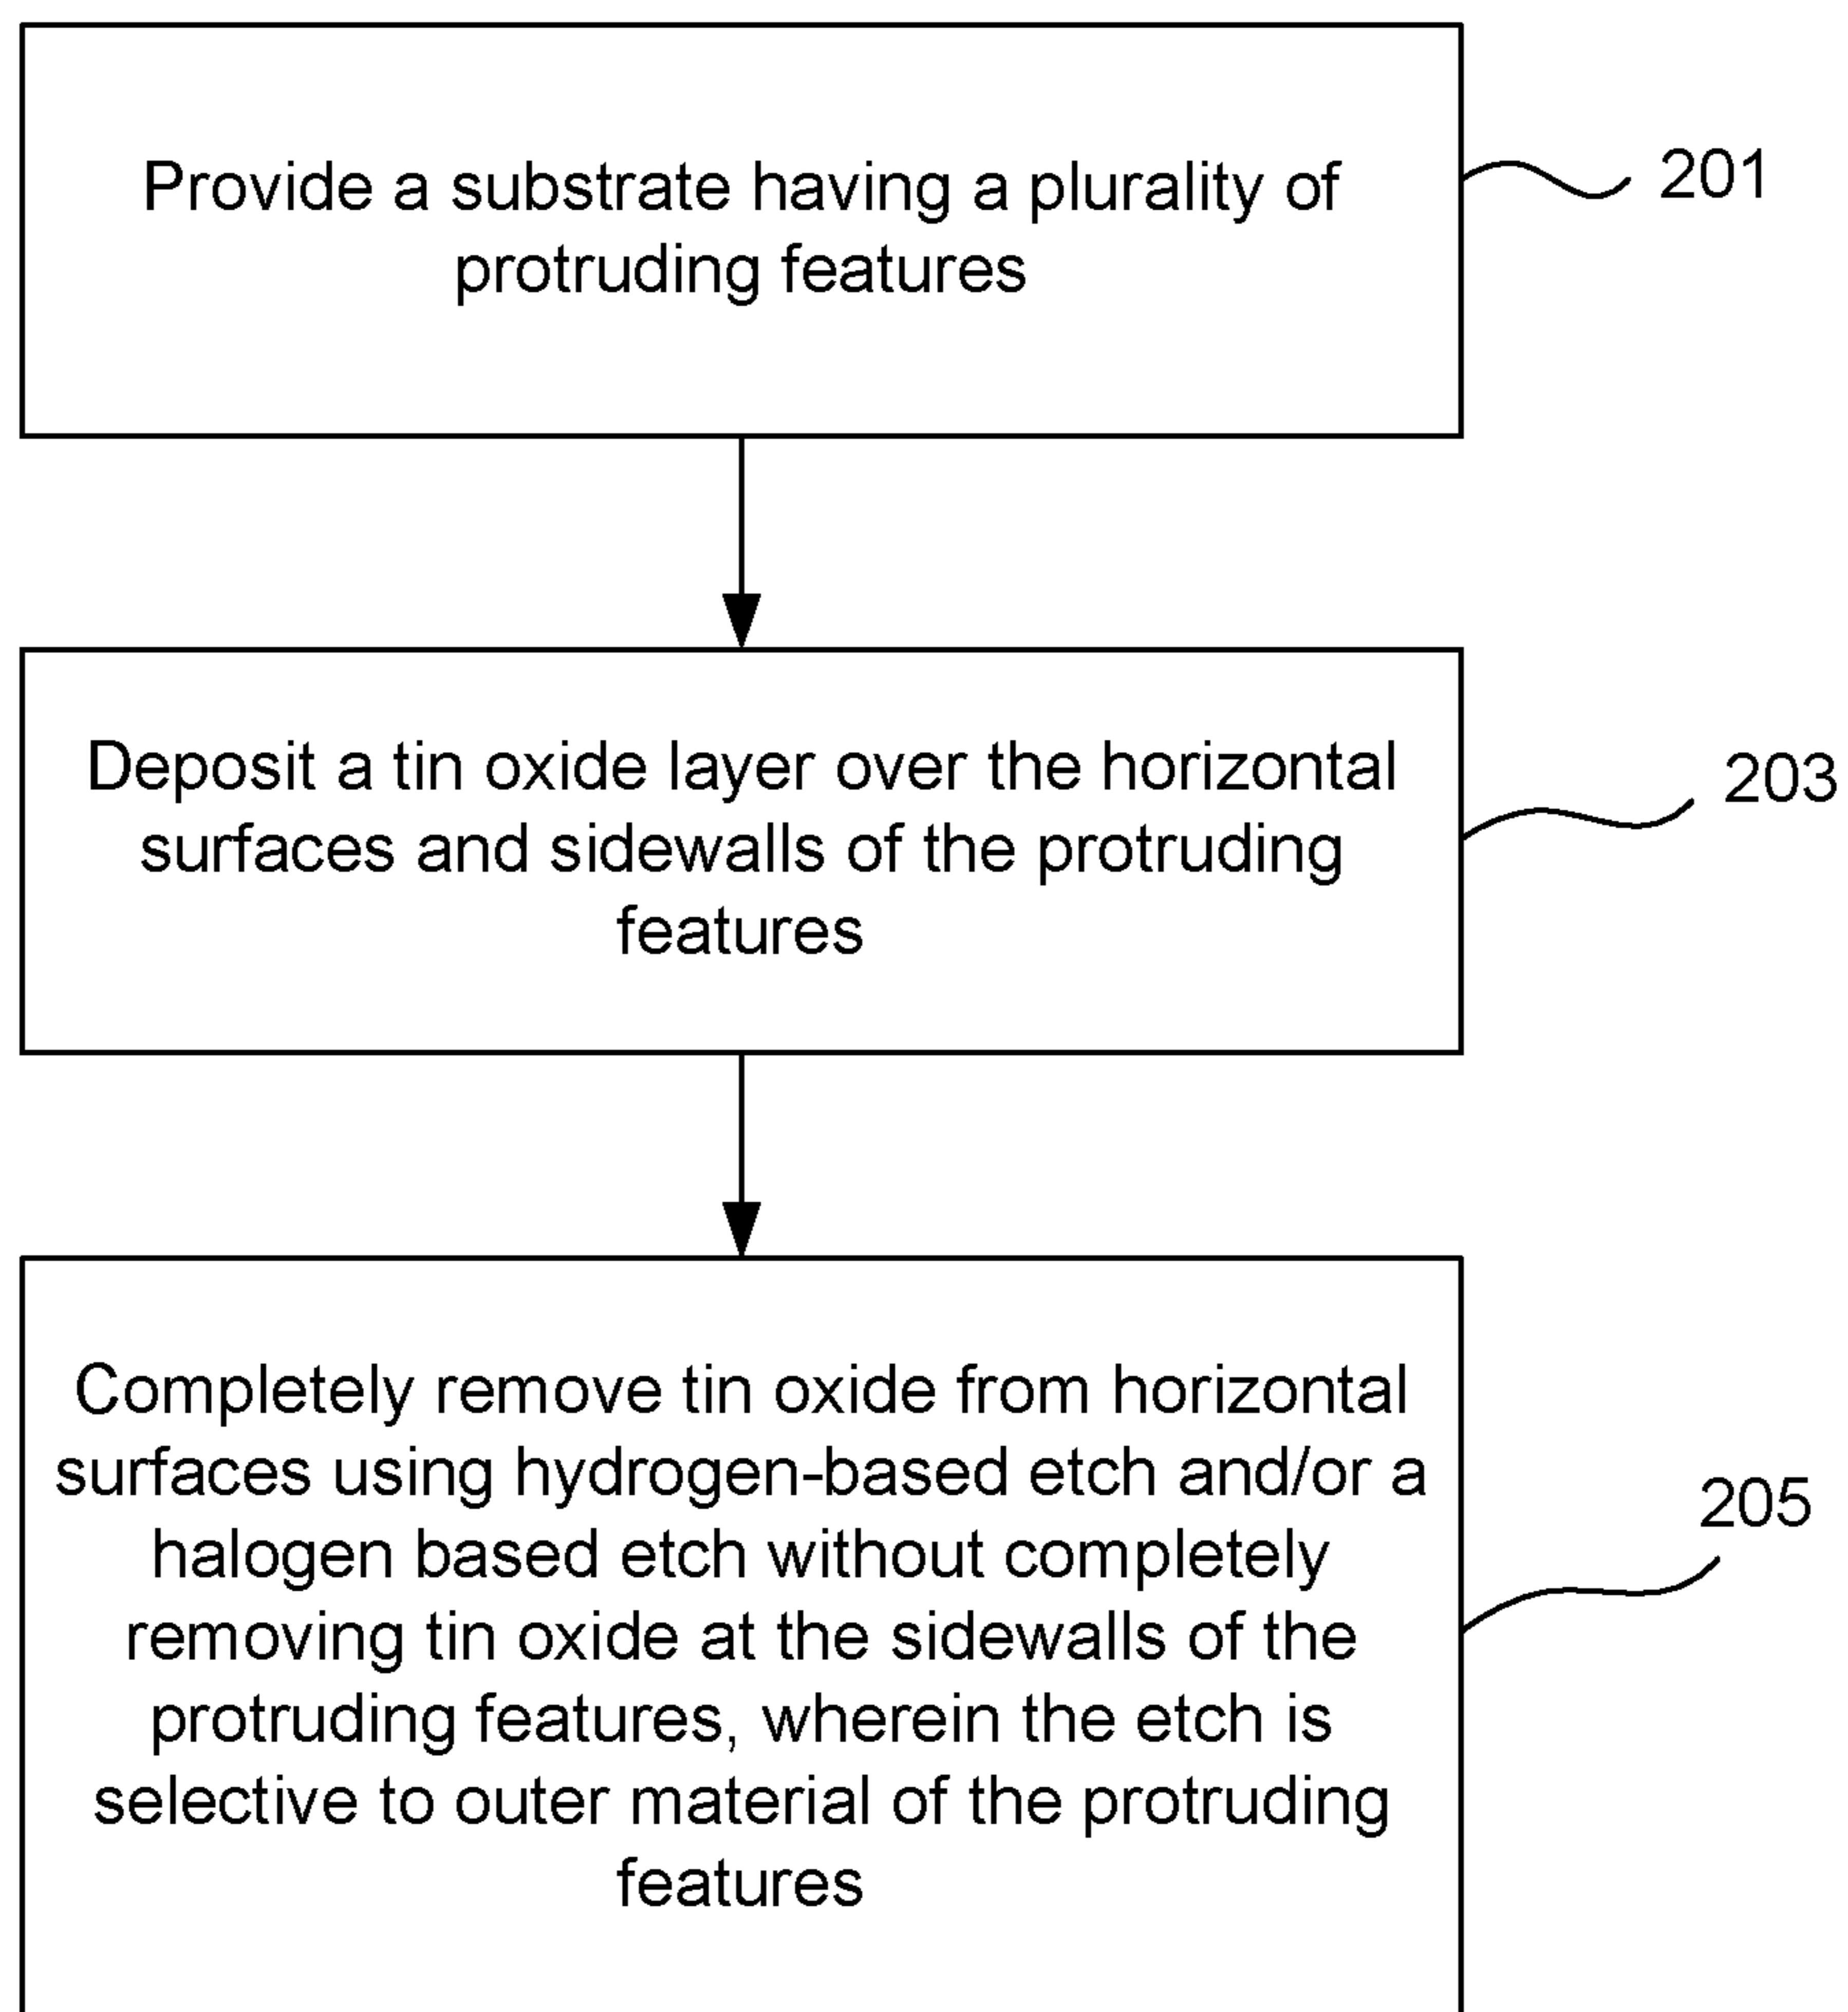 Provide a substrate having a plurality of
protruding features
201
Deposit a tin oxide layer over the horizontal
surfaces and sidewalls of the protruding
features
203
Completely remove tin oxide from horizontal
surfaces using hydrogen-based etch and/or a
halogen based etch without completely
removing tin oxide at the sidewalls of the
protruding features, wherein the etch is
selective to outer material of the protruding
features
205